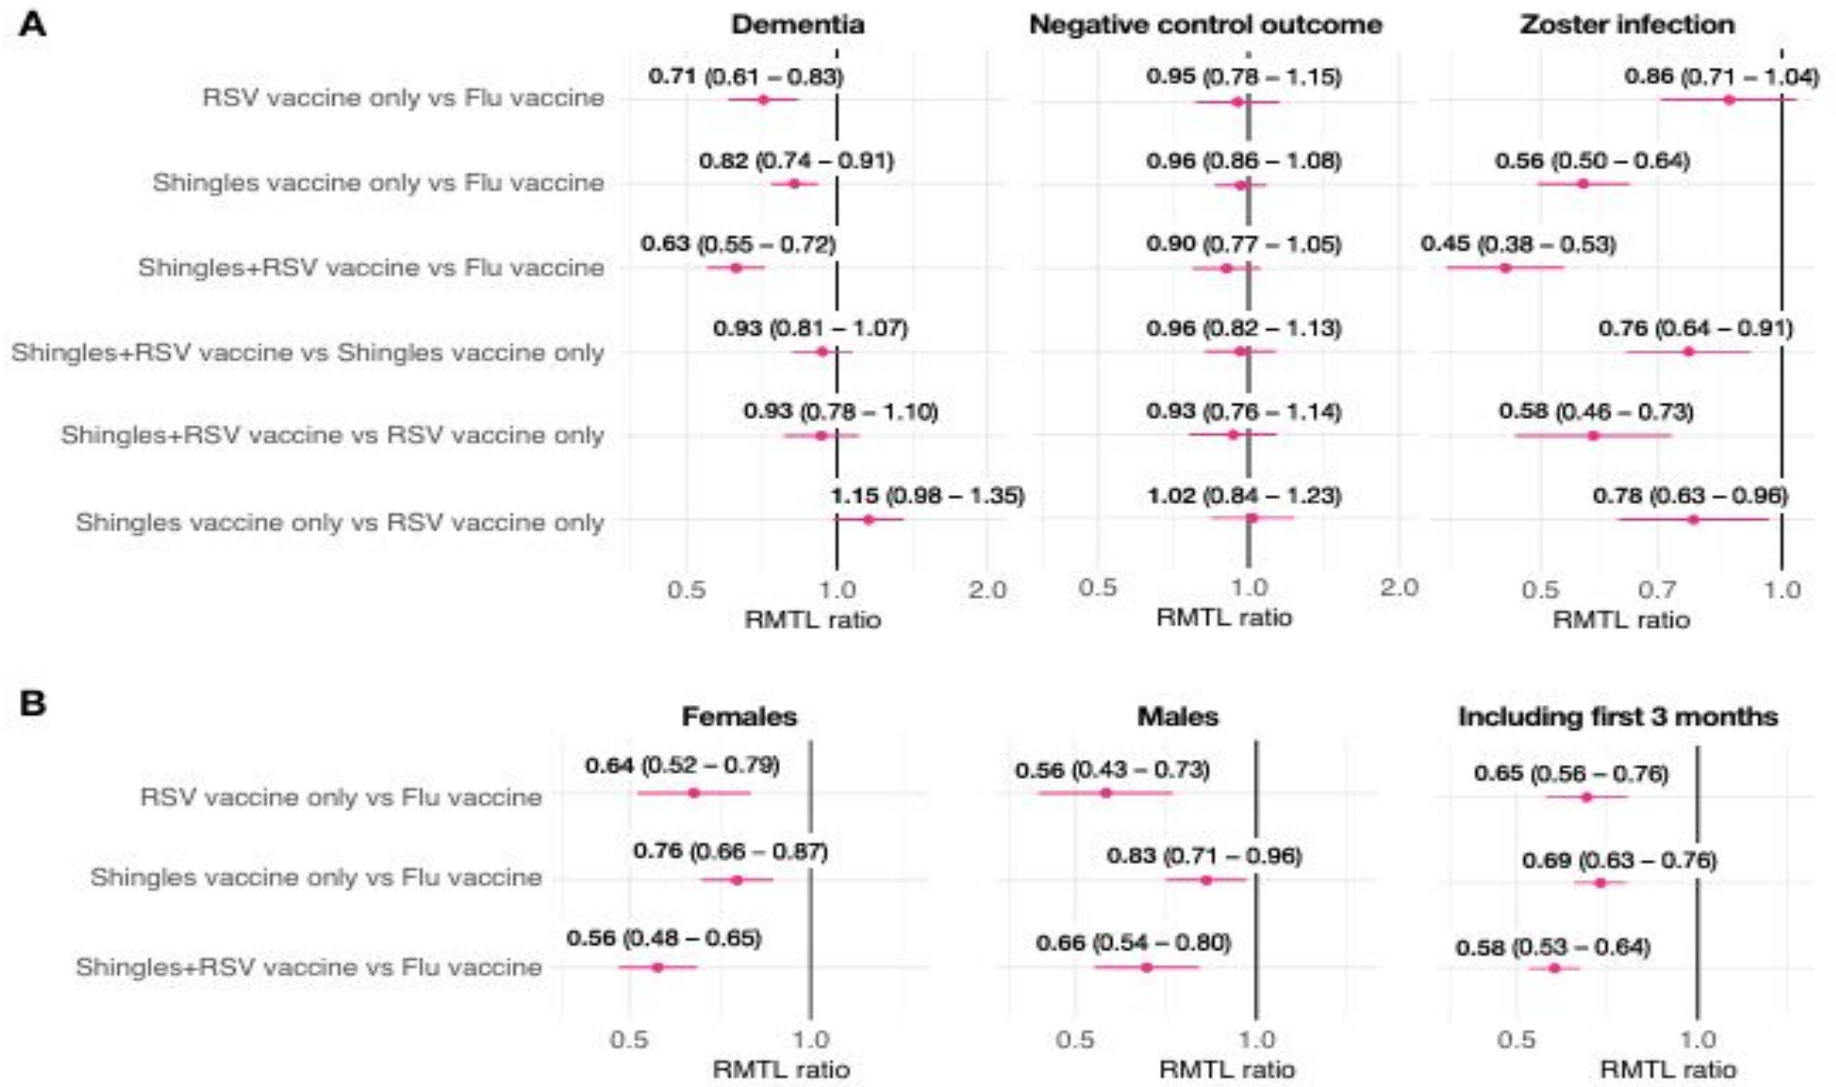 A
Dementia
Negative control outcome
Zoster infection
RSV vaccine only vs Flu vaccine
0.71 (0.61 – 0.83)
0.95 (0.78 – 1.15)
0.86 (0.71 – 1.04)
Shingles vaccine only vs Flu vaccine
0.82 (0.74 – 0.91)
0.96 (0.86 – 1.08)
0.56 (0.50 – 0.64)
Shingles+RSV vaccine vs Flu vaccine
0.63 (0.55 – 0.72)
0.90 (0.77 – 1.05)
0.45 (0.38 – 0.53)
Shingles+RSV vaccine vs Shingles vaccine only
0.93 (0.81 – 1.07)
0.96 (0.82 – 1.13)
0.76 (0.64 – 0.91)
Shingles+RSV vaccine vs RSV vaccine only
0.93 (0.78 – 1.10)
0.93 (0.76 – 1.14)
0.58 (0.46 – 0.73)
Shingles vaccine only vs RSV vaccine only
1.15 (0.98 – 1.35)
1.02 (0.84 – 1.23)
0.78 (0.63 – 0.96)
0.5 1.0 2.0
0.5 1.0 2.0
0.5 0.7 1.0
RMTL ratio
RMTL ratio
RMTL ratio
B
Females
Males
Including first 3 months
RSV vaccine only vs Flu vaccine
0.64 (0.52 – 0.79)
0.56 (0.43 – 0.73)
0.65 (0.56 – 0.76)
Shingles vaccine only vs Flu vaccine
0.76 (0.66 – 0.87)
0.83 (0.71 – 0.96)
0.69 (0.63 – 0.76)
Shingles+RSV vaccine vs Flu vaccine
0.56 (0.48 – 0.65)
0.66 (0.54 – 0.80)
0.58 (0.53 – 0.64)
0.5 1.0
0.5 1.0
0.5 1.0
RMTL ratio
RMTL ratio
RMTL ratio